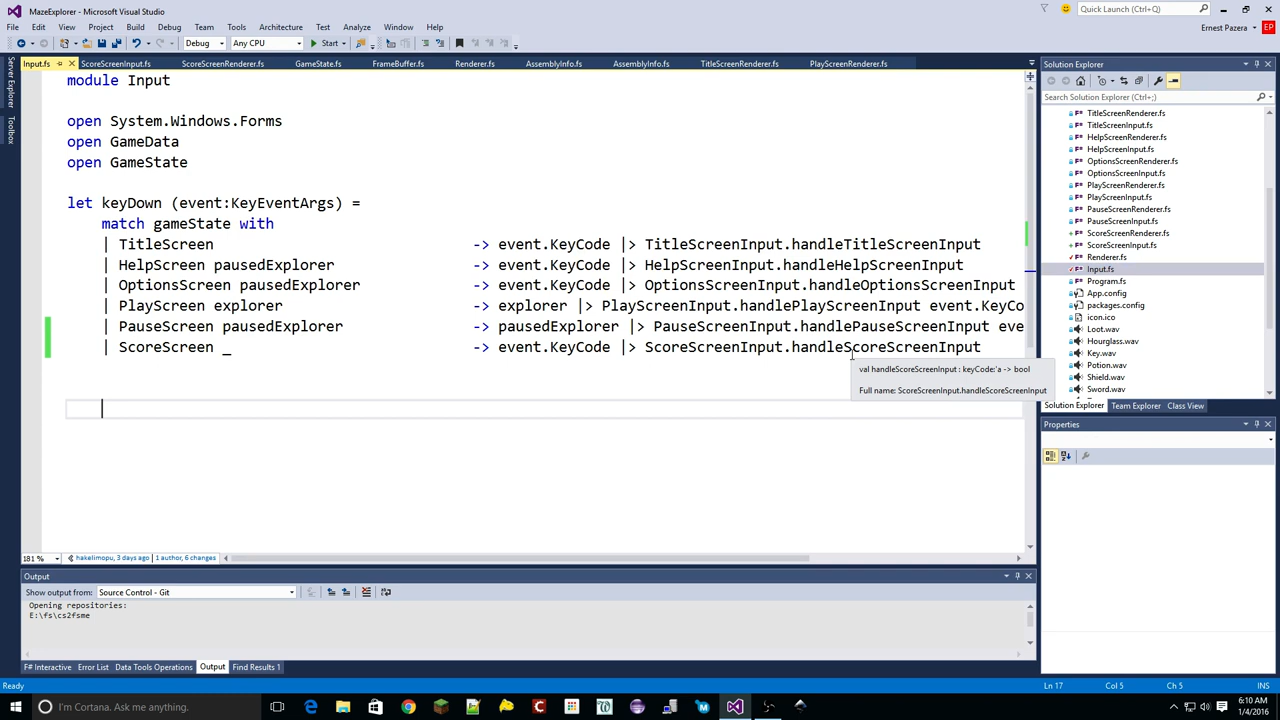 MazeExplorer - Microsoft Visual Studio
Quick Launch (Ctrl+Q)
File Edit View Project Build Debug Team Tools Architecture Test Analyze Window Help
Ernest Pazera EP
Debug Any CPU Start
Input.fs ScoreScreenInput.fs ScoreScreenRenderer.fs GameState.fs FrameBuffer.fs Renderer.fs AssemblyInfo.fs AssemblyInfo.fs TitleScreenRenderer.fs PlayScreenRenderer.fs
Server Explorer
Toolbox
module Input
open System.Windows.Forms
open GameData
open GameState
let keyDown (event:KeyEventArgs) =
match gameState with
| TitleScreen -> event.KeyCode |> TitleScreenInput.handleTitleScreenInput
| HelpScreen pausedExplorer -> event.KeyCode |> HelpScreenInput.handleHelpScreenInput
| OptionsScreen pausedExplorer -> event.KeyCode |> OptionsScreenInput.handleOptionsScreenInput
| PlayScreen explorer -> explorer |> PlayScreenInput.handlePlayScreenInput event.KeyCo
| PauseScreen pausedExplorer -> pausedExplorer |> PauseScreenInput.handlePauseScreenInput eve
| ScoreScreen _ -> event.KeyCode |> ScoreScreenInput.handleScoreScreenInput
val handleScoreScreenInput : keyCode:'a -> bool
Full name: ScoreScreenInput.handleScoreScreenInput
181 % hakelimopu, 3 days ago | 1 author, 6 changes
Solution Explorer
Search Solution Explorer (Ctrl+;)
TitleScreenRenderer.fs
TitleScreenInput.fs
HelpScreenRenderer.fs
HelpScreenInput.fs
OptionsScreenRenderer.fs
OptionsScreenInput.fs
PlayScreenRenderer.fs
PlayScreenInput.fs
PauseScreenRenderer.fs
PauseScreenInput.fs
ScoreScreenRenderer.fs
ScoreScreenInput.fs
Renderer.fs
Input.fs
Program.fs
App.config
packages.config
icon.ico
Loot.wav
Hourglass.wav
Key.wav
Potion.wav
Shield.wav
Sword.wav
Solution Explorer Team Explorer Class View
Properties
Output
Show output from: Source Control - Git
Opening repositories:
E:\fs\cs2fsme
F# Interactive Error List Data Tools Operations Output Find Results 1
Ready Ln 17 Col 5 Ch 5 INS
I'm Cortana. Ask me anything.
6:10 AM
1/4/2016